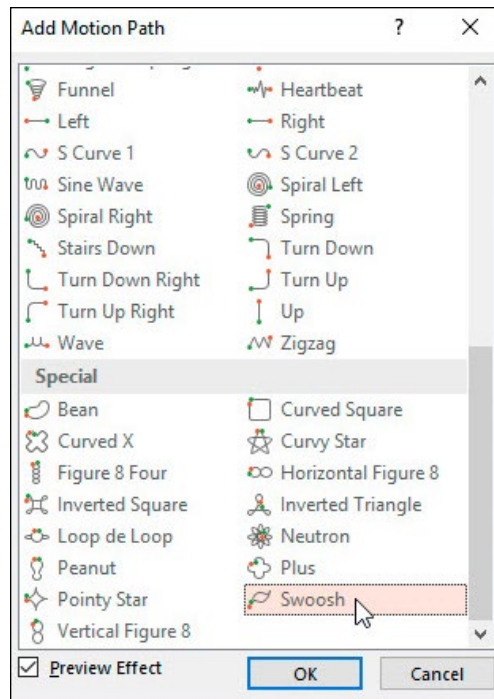 Add Motion Path ?
Funnel Heartbeat
Left Right
S Curve 1 S Curve 2
Sine Wave Spiral Left
Spiral Right Spring
Stairs Down Turn Down
Turn Down Right Turn Up
Turn Up Right Up
Wave Zigzag
Special
Bean Curved Square
Curved X Curvy Star
Figure 8 Four Horizontal Figure 8
Inverted Square Inverted Triangle
Loop de Loop Neutron
Peanut Plus
Pointy Star Swoosh
Vertical Figure 8
Preview Effect OK Cancel